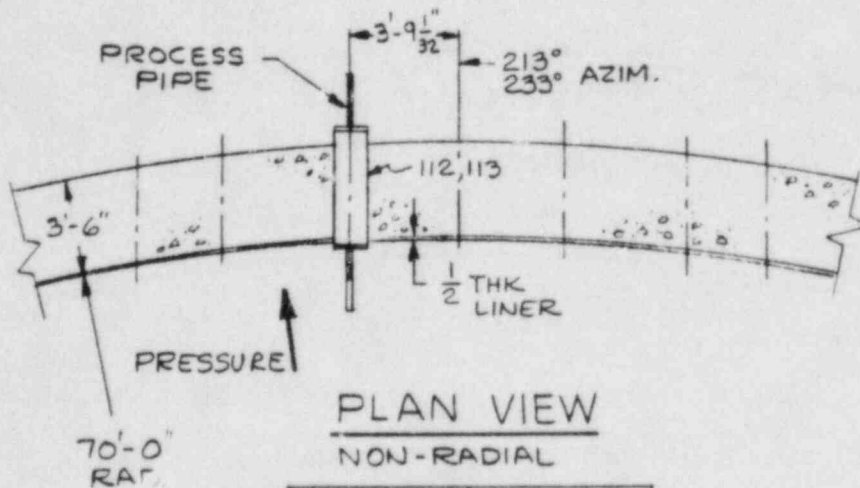 3'-9 1/32"
PROCESS
PIPE
213°
233° AZIM.
112, 113
3'-6"
1/2 THK
LINER
PRESSURE
PLAN VIEW
NON-RADIAL
70'-0"